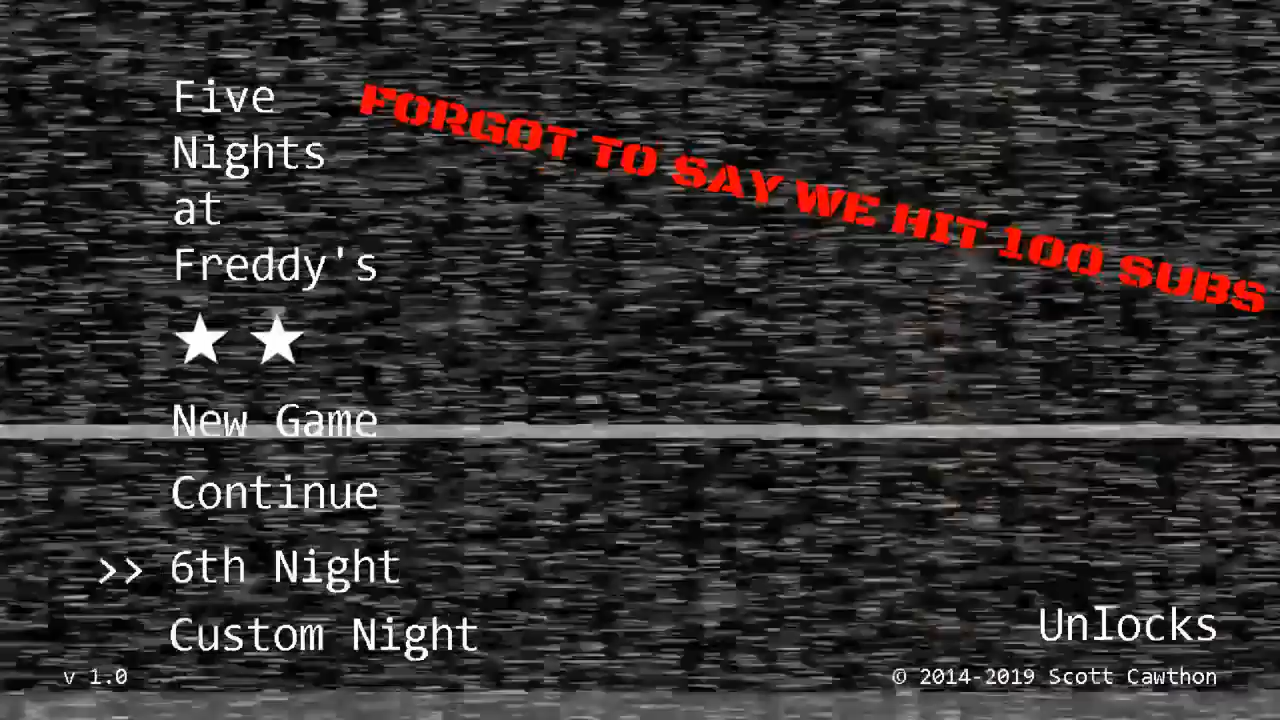 Five
Nights
at
Freddy's
FORGOT TO SAY WE HIT 100 SUBS
★ ★
New Game
Continue
>> 6th Night
Custom Night
Unlocks
v 1.0
© 2014-2019 Scott Cawthon